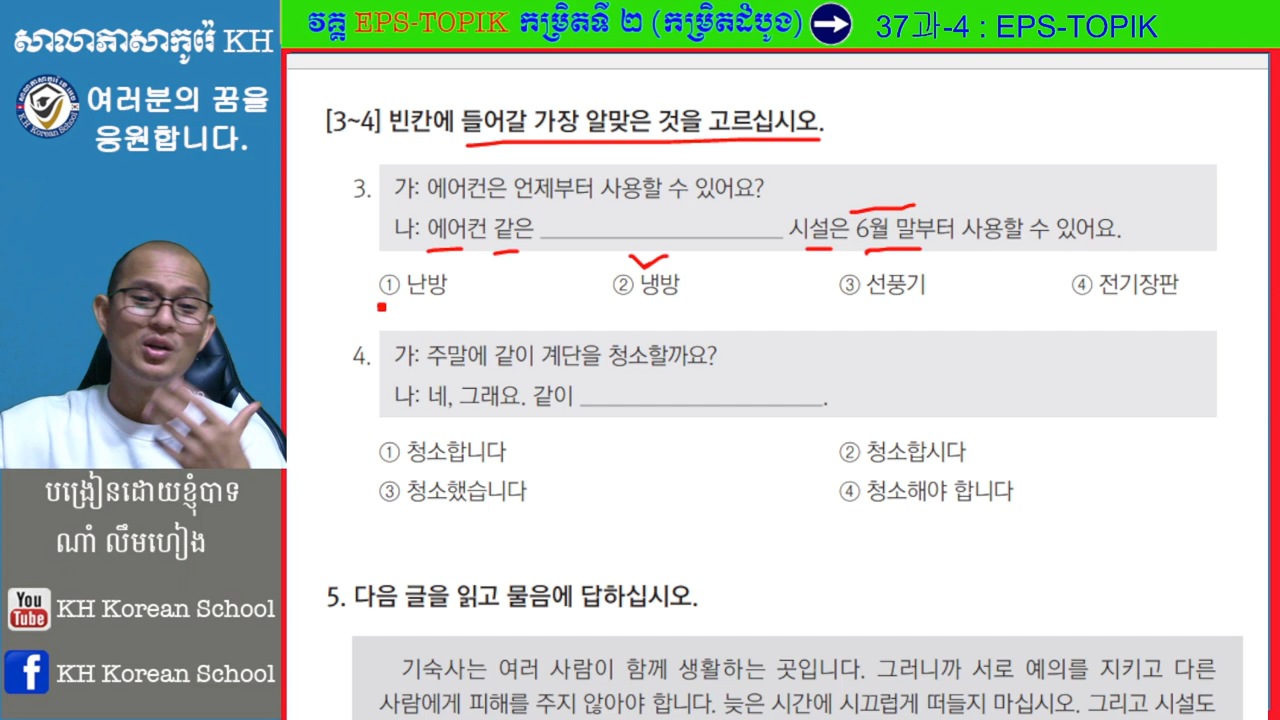 សាលាភាសាកូរ៉េ KH
여러분의 꿈을
응원합니다.
វគ្គ EPS-TOPIK កម្រិតទី ២ (កម្រិតដំបូង)
37과-4 : EPS-TOPIK
[3~4] 빈칸에 들어갈 가장 알맞은 것을 고르십시오.
3. 가: 에어컨은 언제부터 사용할 수 있어요?
나: 에어컨 같은 ____________________ 시설은 6월 말부터 사용할 수 있어요.
① 난방 ② 냉방 ③ 선풍기 ④ 전기장판
4. 가: 주말에 같이 계단을 청소할까요?
나: 네, 그래요. 같이 ____________________.
① 청소합니다 ② 청소합시다
③ 청소했습니다 ④ 청소해야 합니다
5. 다음 글을 읽고 물음에 답하십시오.
기숙사는 여러 사람이 함께 생활하는 곳입니다. 그러니까 서로 예의를 지키고 다른
사람에게 피해를 주지 않아야 합니다. 늦은 시간에 시끄럽게 떠들지 마십시오. 그리고 시설도
បង្រៀនដោយខ្ញុំបាទ
ណាំ លឹមហៀង
You Tube KH Korean School
f KH Korean School